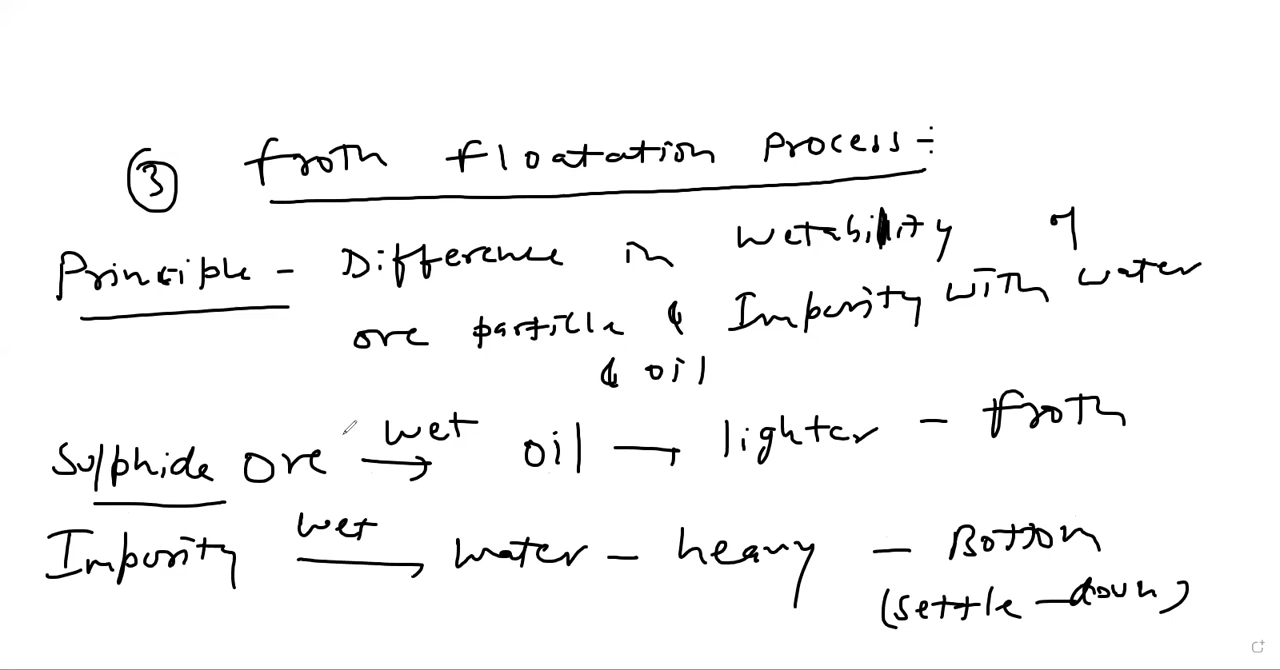 ③ Froth Floatation Process :-
Principle - Difference in wetability of
ore particle & Impurity with water
& oil
Sulphide ore wet → oil → lighter - froth
Impurity wet → water - heavy - Bottom
(settle - down)